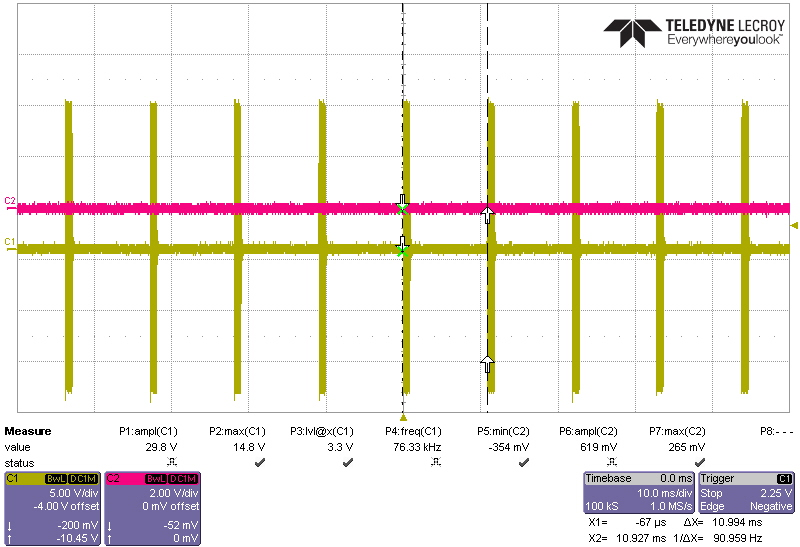 TELEDYNE LECROY
Everywhereyoulook™
C2
C1
Measure P1:ampl(C1) P2:max(C1) P3:lvl@x(C1) P4:freq(C1) P5:min(C2) P6:ampl(C2) P7:max(C2) P8:- - -
value 29.8 V 14.8 V 3.3 V 76.33 kHz -354 mV 619 mV 265 mV
status
C1 BwL DC1M
5.00 V/div
-4.00 V offset
-200 mV
-10.45 V
C2 BwL DC1M
2.00 V/div
0 mV offset
-52 mV
0 mV
Timebase 0.0 ms
10.0 ms/div
100 kS 1.0 MS/s
Trigger C1
Stop 2.25 V
Edge Negative
X1= -67 µs ΔX= 10.994 ms
X2= 10.927 ms 1/ΔX= 90.959 Hz